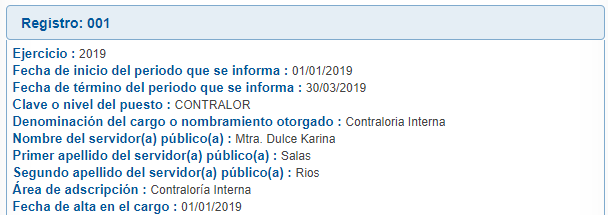 Registro: 001
Ejercicio : 2019
Fecha de inicio del periodo que se informa : 01/01/2019
Fecha de término del periodo que se informa : 30/03/2019
Clave o nivel del puesto : CONTRALOR
Denominación del cargo o nombramiento otorgado : Contraloria Interna
Nombre del servidor(a) público(a) : Mtra. Dulce Karina
Primer apellido del servidor(a) público(a) : Salas
Segundo apellido del servidor(a) público(a) : Rios
Área de adscripción : Contraloría Interna
Fecha de alta en el cargo : 01/01/2019